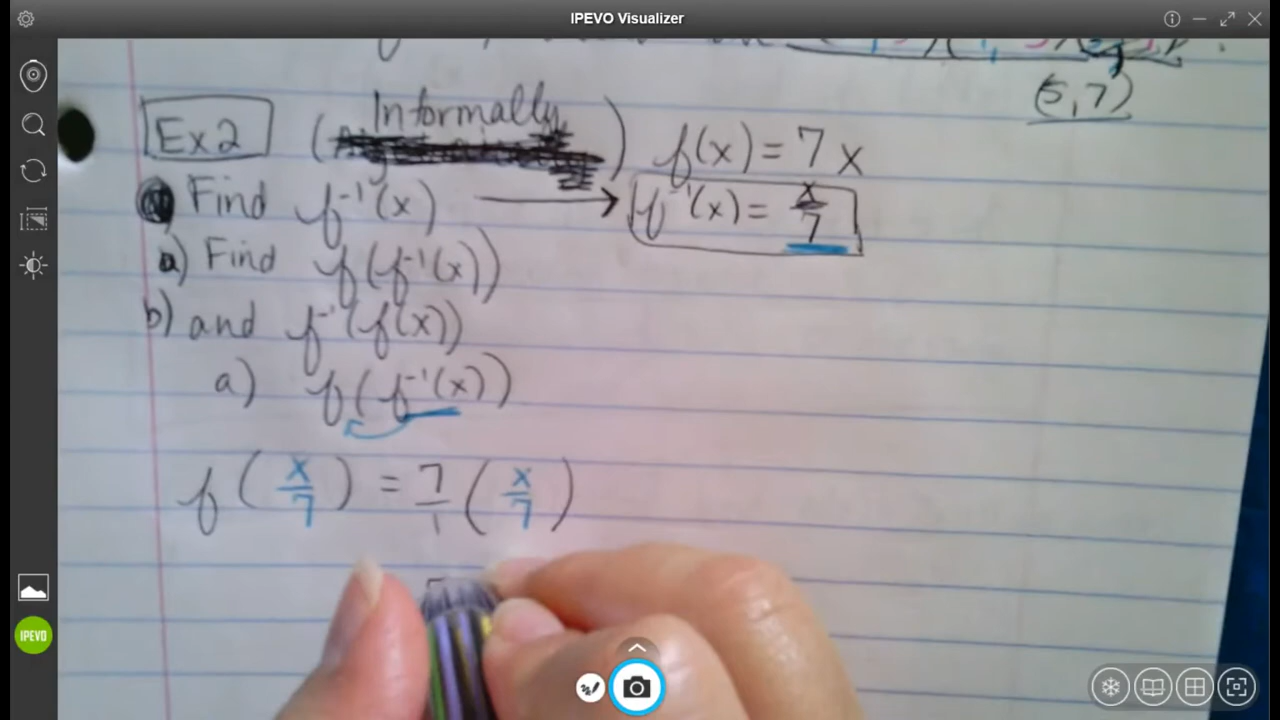 IPEVO Visualizer
(5,7)
Ex 2 (Informally) f(x) = 7x
Find f⁻¹(x) → f⁻¹(x) = x/7
a) Find f(f⁻¹(x))
b) and f⁻¹(f(x))
a) f(f⁻¹(x))
f(x/7) = 7/1 (x/7)
IPEVO